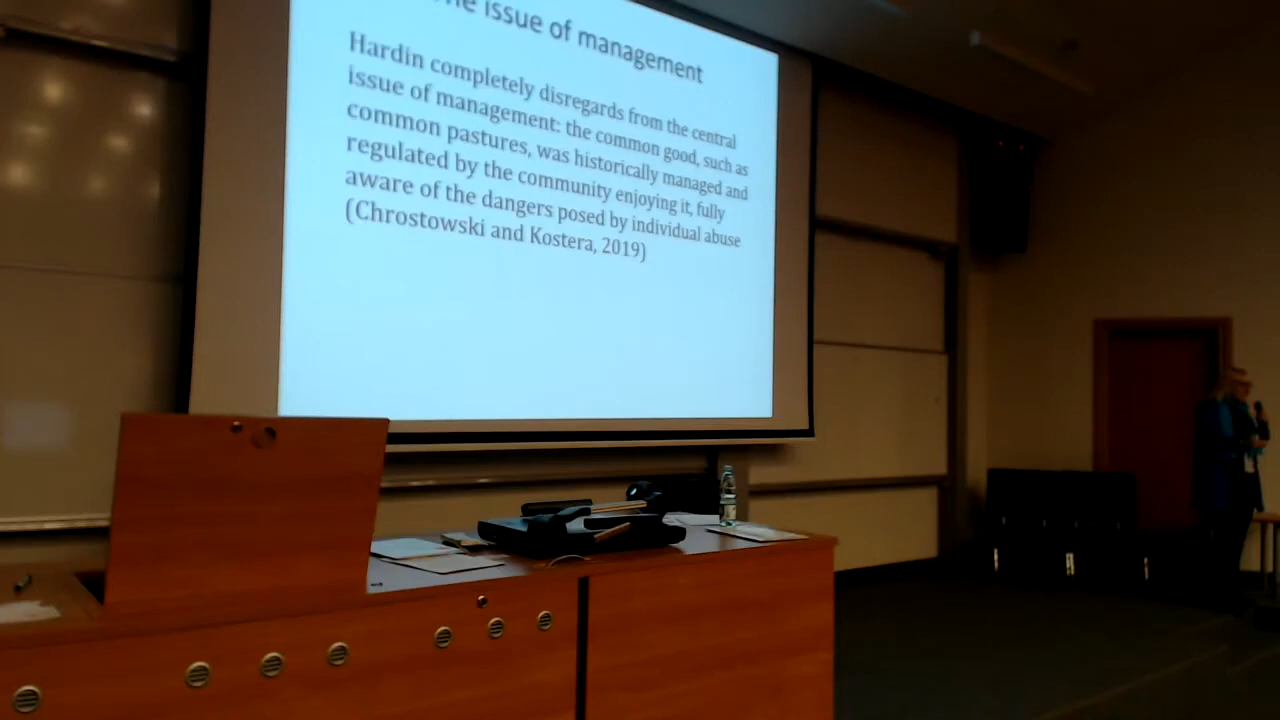 The issue of management
Hardin completely disregards from the central
issue of management: the common good, such as
common pastures, was historically managed and
regulated by the community enjoying it, fully
aware of the dangers posed by individual abuse
(Chrostowski and Kostera, 2019)